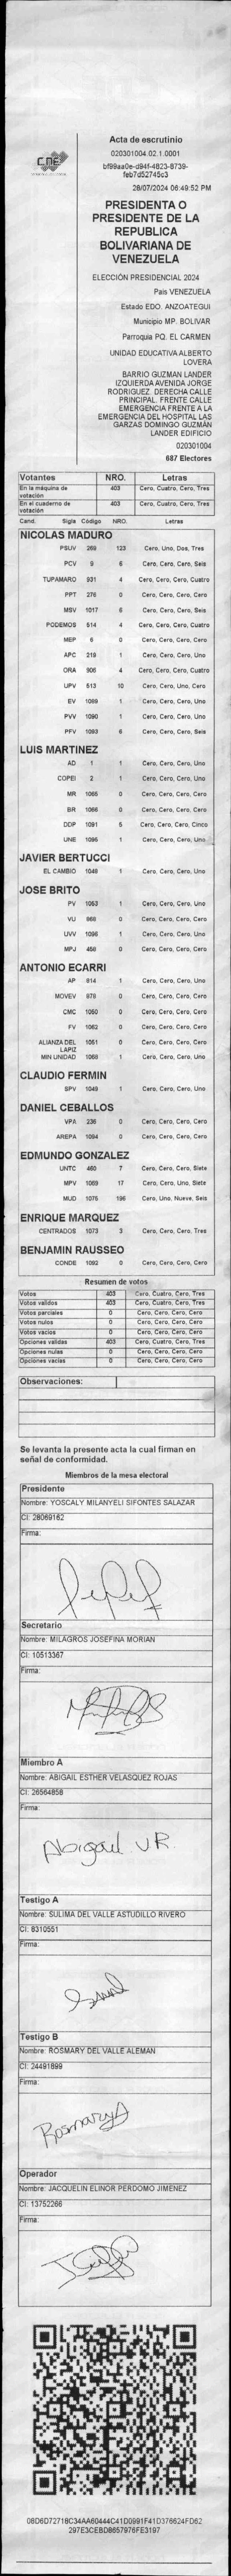 CNE
Acta de escrutinio
020301004.02.1.0001
bf99aa0e-d94f-4823-8739-
feb7d52745c3
28/07/2024 06:49:52 PM
PRESIDENTA O
PRESIDENTE DE LA
REPUBLICA
BOLIVARIANA DE
VENEZUELA
ELECCIÓN PRESIDENCIAL 2024
Pais VENEZUELA
Estado EDO. ANZOATEGUI
Municipio MP. BOLIVAR
Parroquia PQ. EL CARMEN
UNIDAD EDUCATIVA ALBERTO
LOVERA
BARRIO GUZMAN LANDER
IZQUIERDA AVENIDA JORGE
RODRIGUEZ. DERECHA CALLE
PRINCIPAL. FRENTE CALLE
EMERGENCIA FRENTE A LA
EMERGENCIA DEL HOSPITAL LAS
GARZAS DOMINGO GUZMÁN
LANDER EDIFICIO
020301004
687 Electores
Votantes NRO. Letras
En la máquina de votación 403 Cero, Cuatro, Cero, Tres
En el cuaderno de votación 403 Cero, Cuatro, Cero, Tres
Cand. Sigla Código NRO. Letras
NICOLAS MADURO
PSUV 269 123 Cero, Uno, Dos, Tres
PCV 9 6 Cero, Cero, Cero, Seis
TUPAMARO 931 4 Cero, Cero, Cero, Cuatro
PPT 276 0 Cero, Cero, Cero, Cero
MSV 1017 6 Cero, Cero, Cero, Seis
PODEMOS 514 4 Cero, Cero, Cero, Cuatro
MEP 6 0 Cero, Cero, Cero, Cero
APC 219 1 Cero, Cero, Cero, Uno
ORA 906 4 Cero, Cero, Cero, Cuatro
UPV 513 10 Cero, Cero, Uno, Cero
EV 1089 1 Cero, Cero, Cero, Uno
PVV 1090 1 Cero, Cero, Cero, Uno
PFV 1093 6 Cero, Cero, Cero, Seis
LUIS MARTINEZ
AD 1 1 Cero, Cero, Cero, Uno
COPEI 2 1 Cero, Cero, Cero, Uno
MR 1065 0 Cero, Cero, Cero, Cero
BR 1066 0 Cero, Cero, Cero, Cero
DDP 1091 5 Cero, Cero, Cero, Cinco
UNE 1095 1 Cero, Cero, Cero, Uno
JAVIER BERTUCCI
EL CAMBIO 1048 1 Cero, Cero, Cero, Uno
JOSE BRITO
PV 1053 1 Cero, Cero, Cero, Uno
VU 868 0 Cero, Cero, Cero, Cero
UVV 1096 1 Cero, Cero, Cero, Uno
MPJ 458 0 Cero, Cero, Cero, Cero
ANTONIO ECARRI
AP 814 1 Cero, Cero, Cero, Uno
MOVEV 878 0 Cero, Cero, Cero, Cero
CMC 1050 0 Cero, Cero, Cero, Cero
FV 1062 0 Cero, Cero, Cero, Cero
ALIANZA DEL LAPIZ 1051 0 Cero, Cero, Cero, Cero
MIN UNIDAD 1068 1 Cero, Cero, Cero, Uno
CLAUDIO FERMIN
SPV 1049 1 Cero, Cero, Cero, Uno
DANIEL CEBALLOS
VPA 236 0 Cero, Cero, Cero, Cero
AREPA 1094 0 Cero, Cero, Cero, Cero
EDMUNDO GONZALEZ
UNTC 460 7 Cero, Cero, Cero, Siete
MPV 1069 17 Cero, Cero, Uno, Siete
MUD 1075 196 Cero, Uno, Nueve, Seis
ENRIQUE MARQUEZ
CENTRADOS 1073 3 Cero, Cero, Cero, Tres
BENJAMIN RAUSSEO
CONDE 1092 0 Cero, Cero, Cero, Cero
Resumen de votos
Votos 403 Cero, Cuatro, Cero, Tres
Votos validos 403 Cero, Cuatro, Cero, Tres
Votos parciales 0 Cero, Cero, Cero, Cero
Votos nulos 0 Cero, Cero, Cero, Cero
Votos vacios 0 Cero, Cero, Cero, Cero
Opciones validas 403 Cero, Cuatro, Cero, Tres
Opciones nulas 0 Cero, Cero, Cero, Cero
Opciones vacias 0 Cero, Cero, Cero, Cero
Observaciones:
Se levanta la presente acta la cual firman en
señal de conformidad.
Miembros de la mesa electoral
Presidente
Nombre: YOSCALY MILANYELI SIFONTES SALAZAR
CI: 28069162
Firma:
Secretario
Nombre: MILAGROS JOSEFINA MORIAN
CI: 10513367
Firma:
Miembro A
Nombre: ABIGAIL ESTHER VELASQUEZ ROJAS
CI: 26564858
Firma:
Abigail VR
Testigo A
Nombre: SULIMA DEL VALLE ASTUDILLO RIVERO
CI: 8310551
Firma:
Testigo B
Nombre: ROSMARY DEL VALLE ALEMAN
CI: 24491899
Firma:
RosmaryA
Operador
Nombre: JACQUELIN ELINOR PERDOMO JIMENEZ
CI: 13752266
Firma:
08D6D72718C34AA60444C41D0991F41D376624FD62
297E3CE8D8657976FE3197